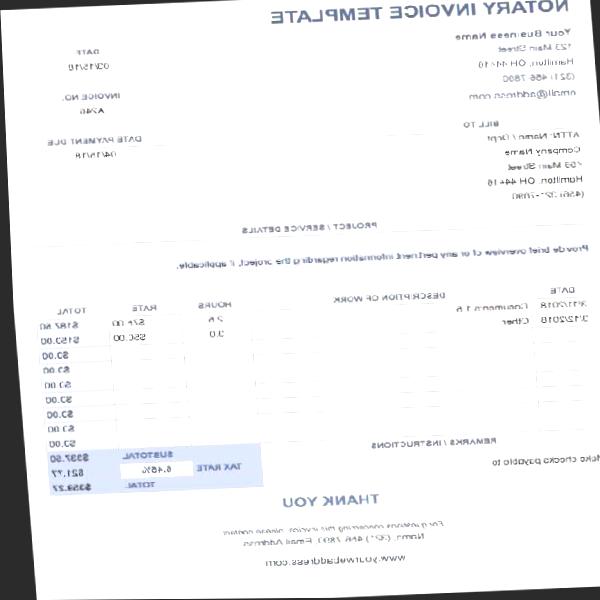 NOTARY INVOICE TEMPLATE
Your Business Name
123 Main Street
Hamilton, OH 44416
(321) 456-7890
email@address.com
DATE
03/15/18
INVOICE NO.
A246
DATE PAYMENT DUE
04/15/18
BILL TO
ATTN: Name / Dept
Company Name
Main Street
Hamilton, OH 44416
(456) 321-7890
PROJECT / SERVICE DETAILS
Provide brief overview of or any pertinent information regarding the project, if applicable.
DATE DESCRIPTION OF WORK HOURS RATE TOTAL
3/11/2018 Documents 1.6 2.5 $75.00 $187.50
3/12/2018 Other 3.0 $50.00 $150.00
$0.00
$0.00
$0.00
$0.00
$0.00
$0.00
$0.00
REMARKS / INSTRUCTIONS
Make checks payable to
SUBTOTAL $337.50
TAX RATE 6.45% $21.77
TOTAL $359.27
THANK YOU
For questions concerning this invoice, please contact
Name, (321) 456-7890, Email Address
www.yourwebaddress.com